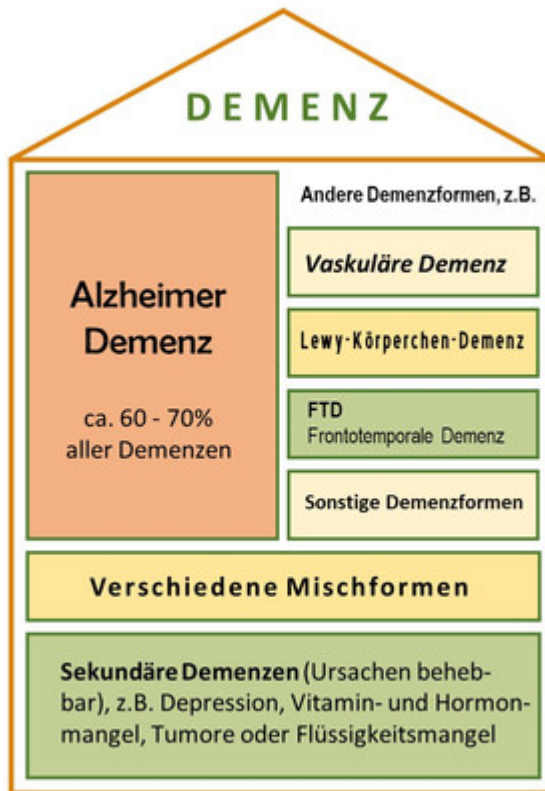 DEMENZ
Alzheimer
Demenz
ca. 60 - 70%
aller Demenzen
Andere Demenzformen, z.B.
Vaskuläre Demenz
Lewy-Körperchen-Demenz
FTD
Frontotemporale Demenz
Sonstige Demenzformen
Verschiedene Mischformen
Sekundäre Demenzen (Ursachen beheb-
bar), z.B. Depression, Vitamin- und Hormon-
mangel, Tumore oder Flüssigkeitsmangel